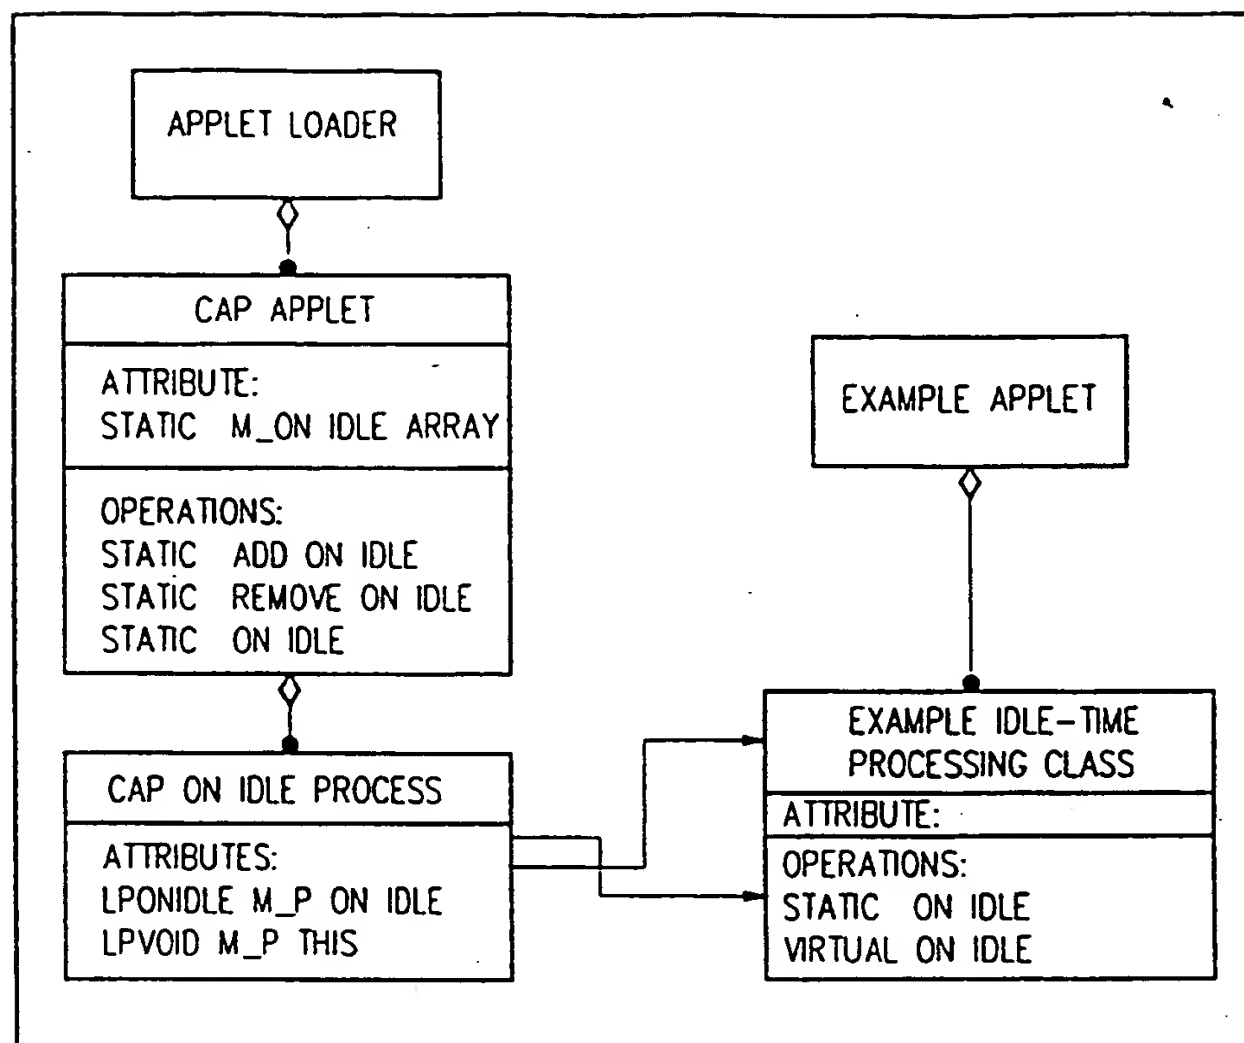 APPLET LOADER
CAP APPLET
ATTRIBUTE:
STATIC M_ON IDLE ARRAY
OPERATIONS:
STATIC ADD ON IDLE
STATIC REMOVE ON IDLE
STATIC ON IDLE
CAP ON IDLE PROCESS
ATTRIBUTES:
LPONIDLE M_P ON IDLE
LPVOID M_P THIS
EXAMPLE APPLET
EXAMPLE IDLE-TIME
PROCESSING CLASS
ATTRIBUTE:
OPERATIONS:
STATIC ON IDLE
VIRTUAL ON IDLE